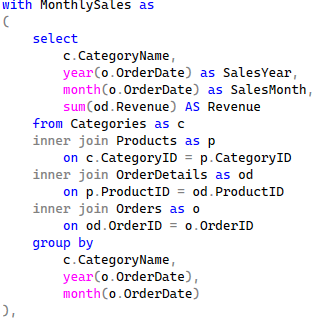 with MonthlySales as
(
    select
        c.CategoryName,
        year(o.OrderDate) as SalesYear,
        month(o.OrderDate) as SalesMonth,
        sum(od.Revenue) AS Revenue
    from Categories as c
    inner join Products as p
        on c.CategoryID = p.CategoryID
    inner join OrderDetails as od
        on p.ProductID = od.ProductID
    inner join Orders as o
        on od.OrderID = o.OrderID
    group by
        c.CategoryName,
        year(o.OrderDate),
        month(o.OrderDate)
),